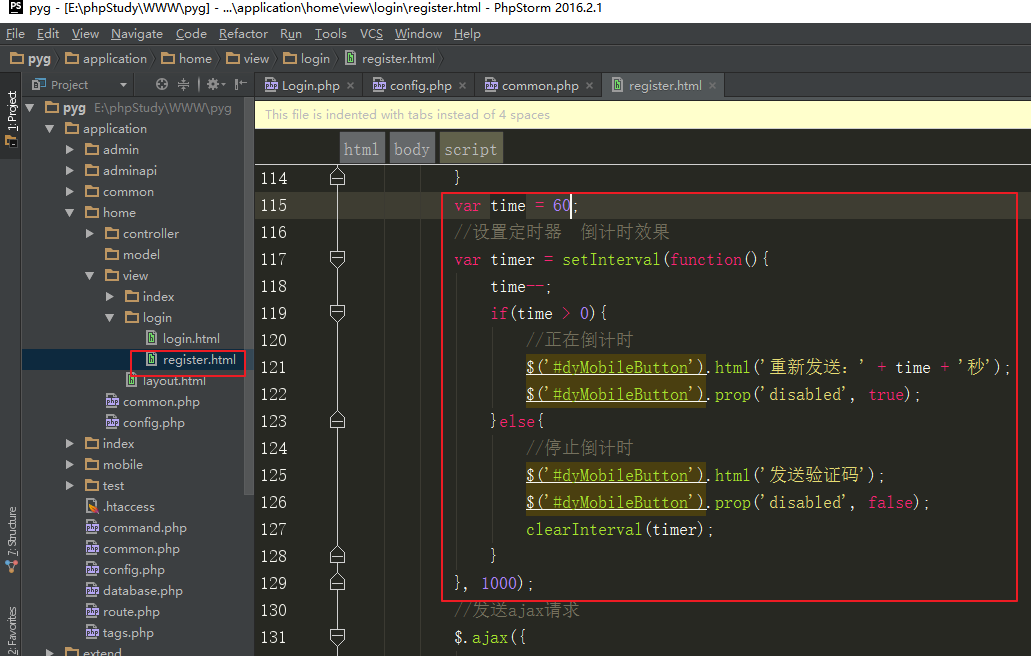 pyg - [E:\phpStudy\WWW\pyg] - ...\application\home\view\login\register.html - PhpStorm 2016.2.1
File Edit View Navigate Code Refactor Run Tools VCS Window Help
pyg application home view login register.html
Project
Login.php × config.php × common.php × register.html ×
1: Project
7: Structure
2: Favorites
pyg E:\phpStudy\WWW\pyg
application
admin
adminapi
common
home
controller
model
view
index
login
login.html
register.html
layout.html
common.php
config.php
index
mobile
test
.htaccess
command.php
common.php
config.php
database.php
route.php
tags.php
extend
This file is indented with tabs instead of 4 spaces
html body script
114 }
115 var time = 60;
116 //设置定时器 倒计时效果
117 var timer = setInterval(function(){
118 time--;
119 if(time > 0){
120 //正在倒计时
121 $('#dyMobileButton').html('重新发送：' + time + '秒');
122 $('#dyMobileButton').prop('disabled', true);
123 }else{
124 //停止倒计时
125 $('#dyMobileButton').html('发送验证码');
126 $('#dyMobileButton').prop('disabled', false);
127 clearInterval(timer);
128 }
129 }, 1000);
130 //发送ajax请求
131 $.ajax({